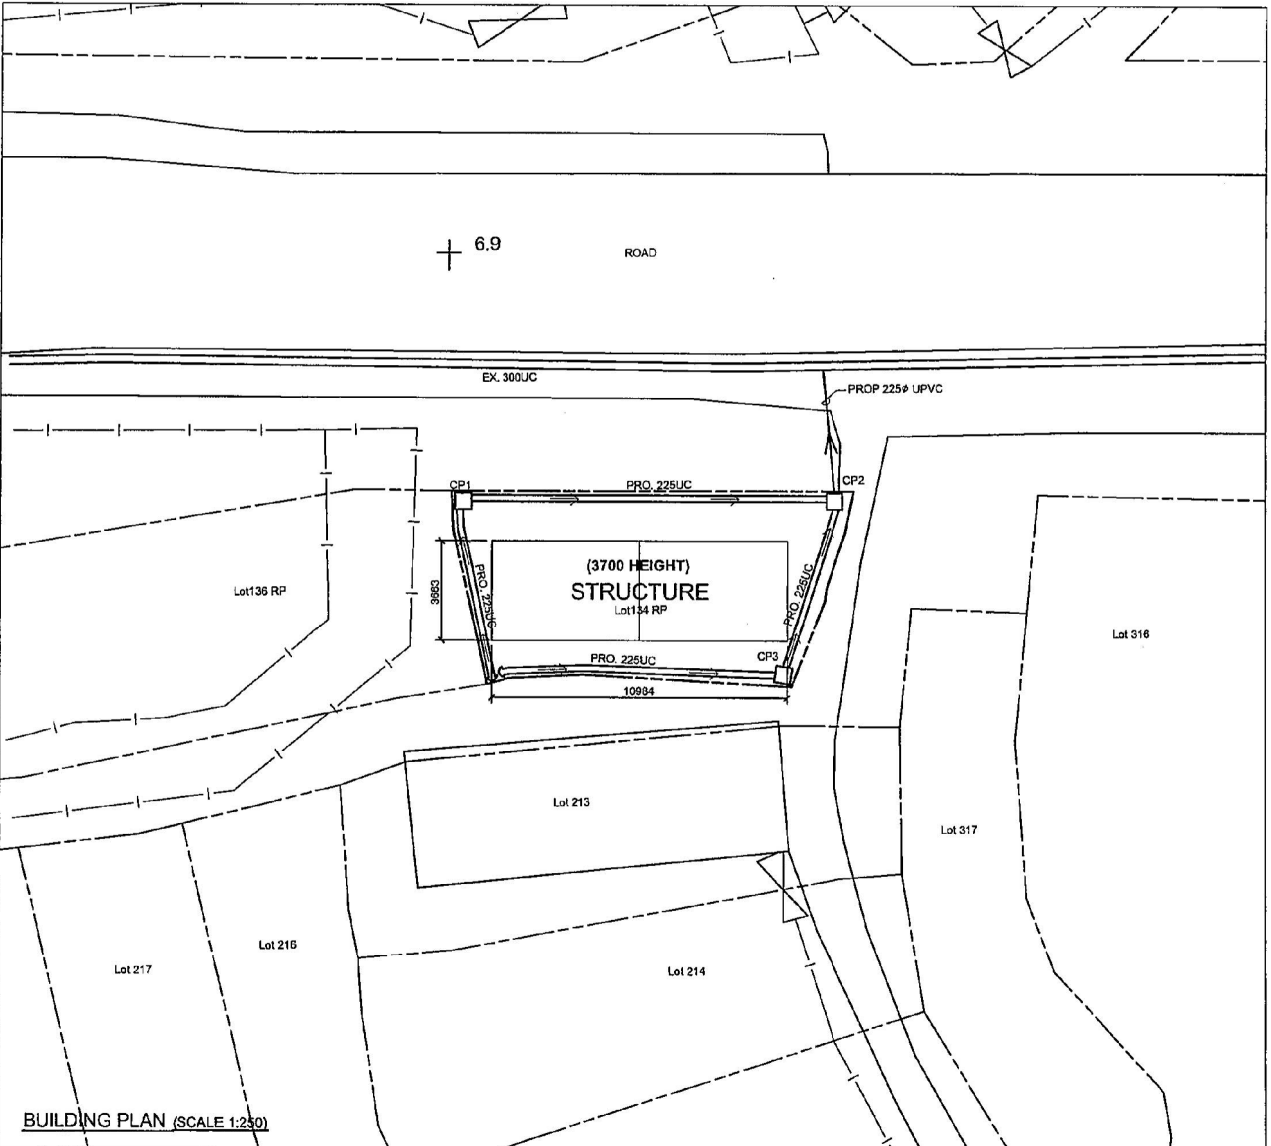 6.9
ROAD
EX. 300UC
PROP 225ø UPVC
CP1
PRO. 225UC
CP2
(3700 HEIGHT)
STRUCTURE
Lot134 RP
3663
PRO. 225UC
PRO. 225UC
Lot136 RP
PRO. 225UC
CP3
10984
Lot 316
Lot 213
Lot 317
Lot 216
Lot 217
Lot 214
BUILDING PLAN (SCALE 1:250)